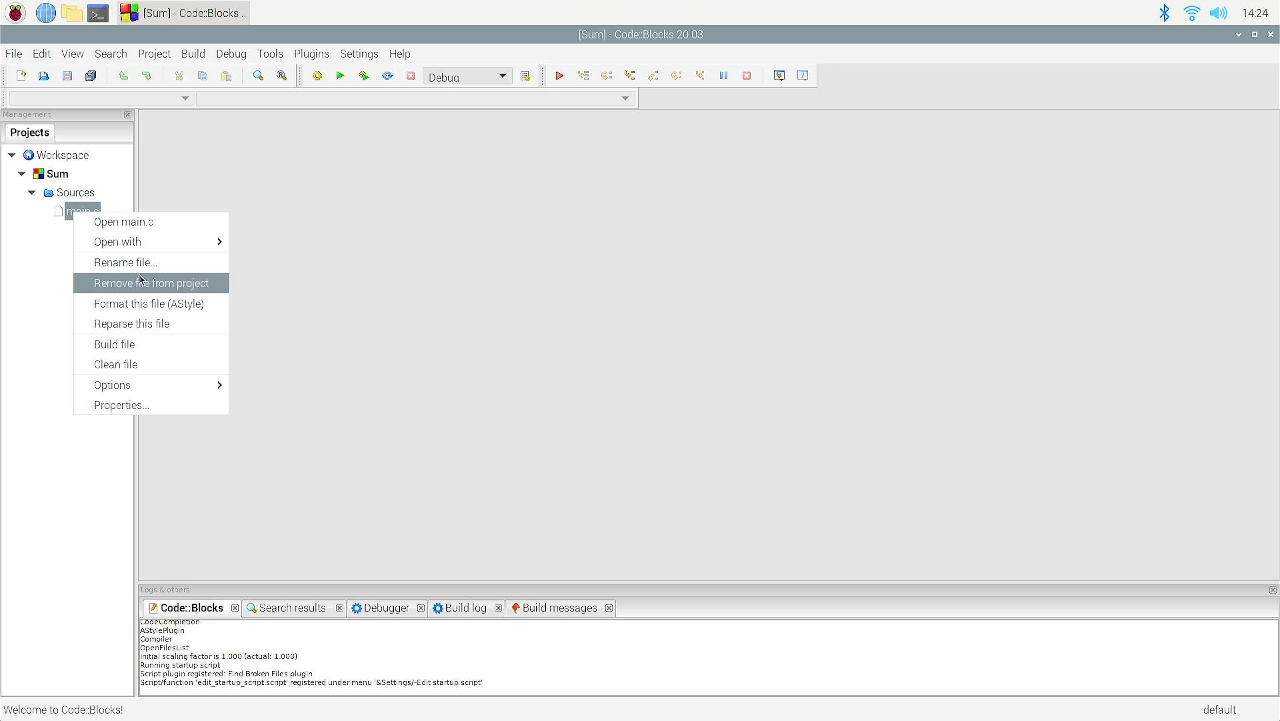 [Sum] - Code::Blocks ...
14:24
[Sum] - Code::Blocks 20.03
File Edit View Search Project Build Debug Tools Plugins Settings Help
Debug
Management
Projects
Workspace
Sum
Sources
main.c
Open main.c
Open with
Rename file...
Remove file from project
Format this file (AStyle)
Reparse this file
Build file
Clean file
Options
Properties...
Logs & others
Code::Blocks Search results Debugger Build log Build messages
CodeCompletion
AStylePlugin
Compiler
OpenFilesList
Initial scaling factor is 1.000 (actual: 1.000)
Running startup script
Script plugin registered: Find Broken Files plugin
Script/function 'edit_startup_script.script' registered under menu '&Settings/-Edit startup script'
Welcome to Code::Blocks!
default